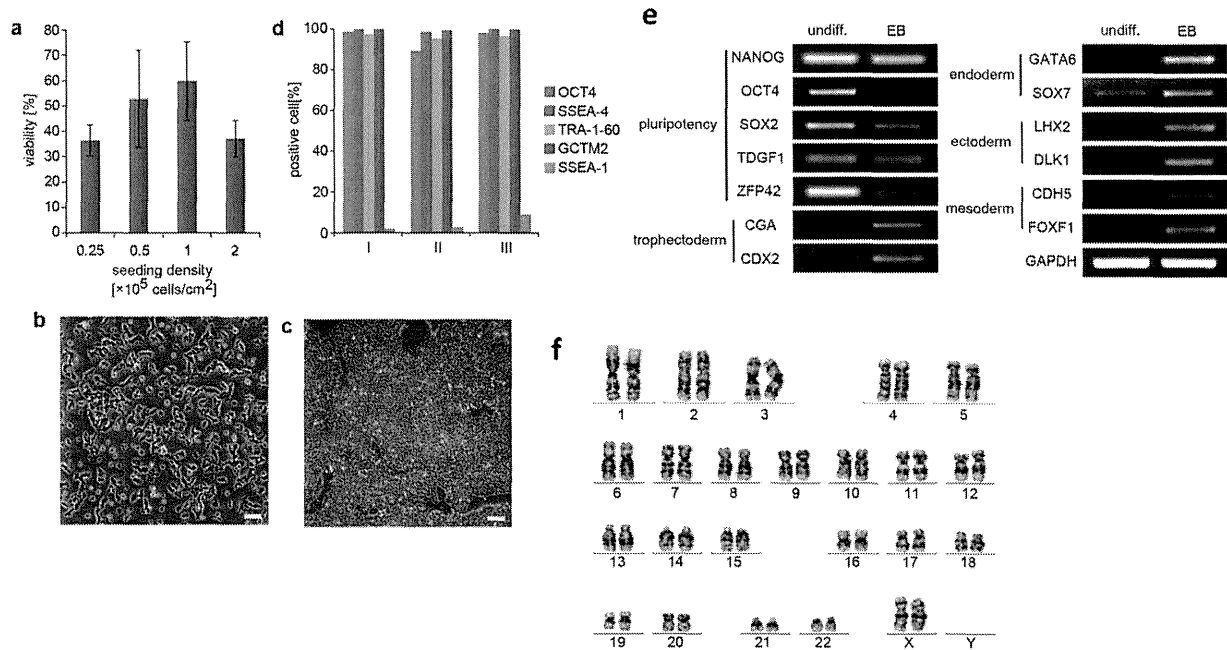 a
viability [%]
80
70
60
50
40
30
20
10
0
0.25 0.5 1 2
seeding density
[×10⁵ cells/cm²]
b
c
d
positive cell[%]
100
80
60
40
20
0
I II III
OCT4
SSEA-4
TRA-1-60
GCTM2
SSEA-1
e
undiff. EB
pluripotency
NANOG
OCT4
SOX2
TDGF1
ZFP42
trophectoderm
CGA
CDX2
undiff. EB
endoderm
GATA6
SOX7
ectoderm
LHX2
DLK1
mesoderm
CDH5
FOXF1
GAPDH
f
1 2 3 4 5
6 7 8 9 10 11 12
13 14 15 16 17 18
19 20 21 22 X Y